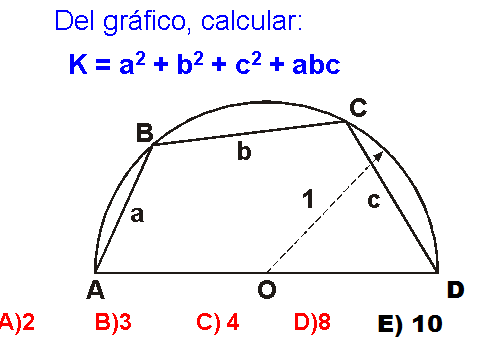 Del gráfico, calcular:
K = a² + b² + c² + abc
C
B
b
1
c
a
A
O
D
A)2 B)3 C) 4 D)8 E) 10